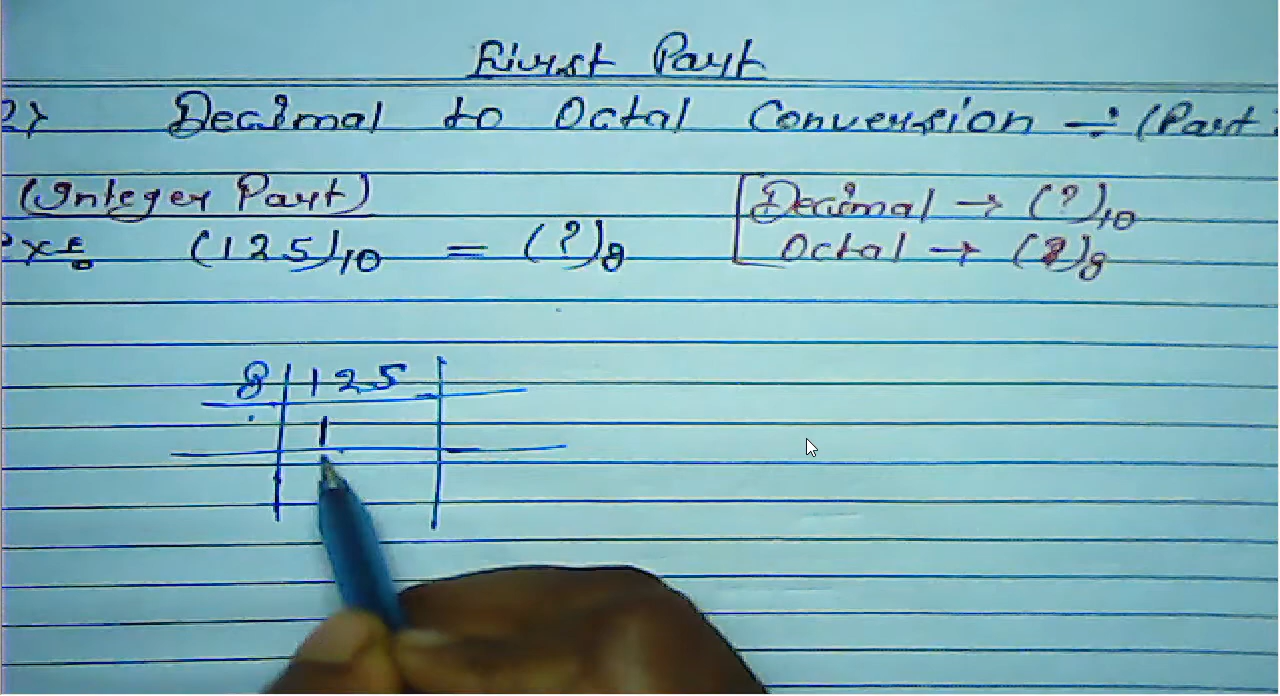 First Part
2) Decimal to Octal Conversion ÷ (Part
(Integer Part)
[Decimal → (?)10
Ex: (125)10 = (?)8
Octal → (?)8
8 | 125
1